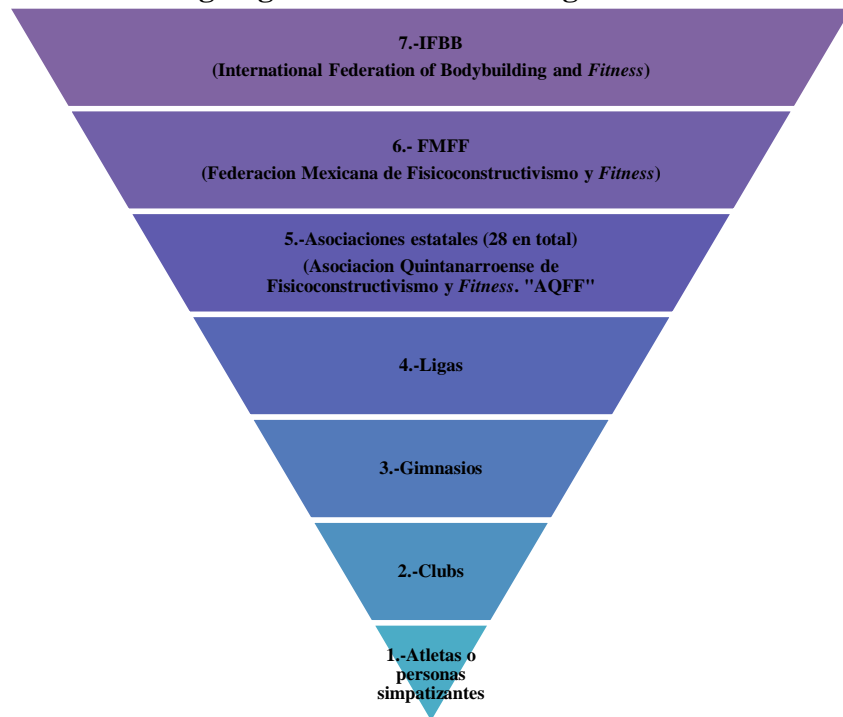 7.-IFBB
(International Federation of Bodybuilding and Fitness)
6.- FMFF
(Federacion Mexicana de Fisicoconstructivismo y Fitness)
5.-Asociaciones estatales (28 en total)
(Asociacion Quintanarroense de
Fisicoconstructivismo y Fitness. "AQFF"
4.-Ligas
3.-Gimnasios
2.-Clubs
1.-Atletas o
personas
simpatizantes